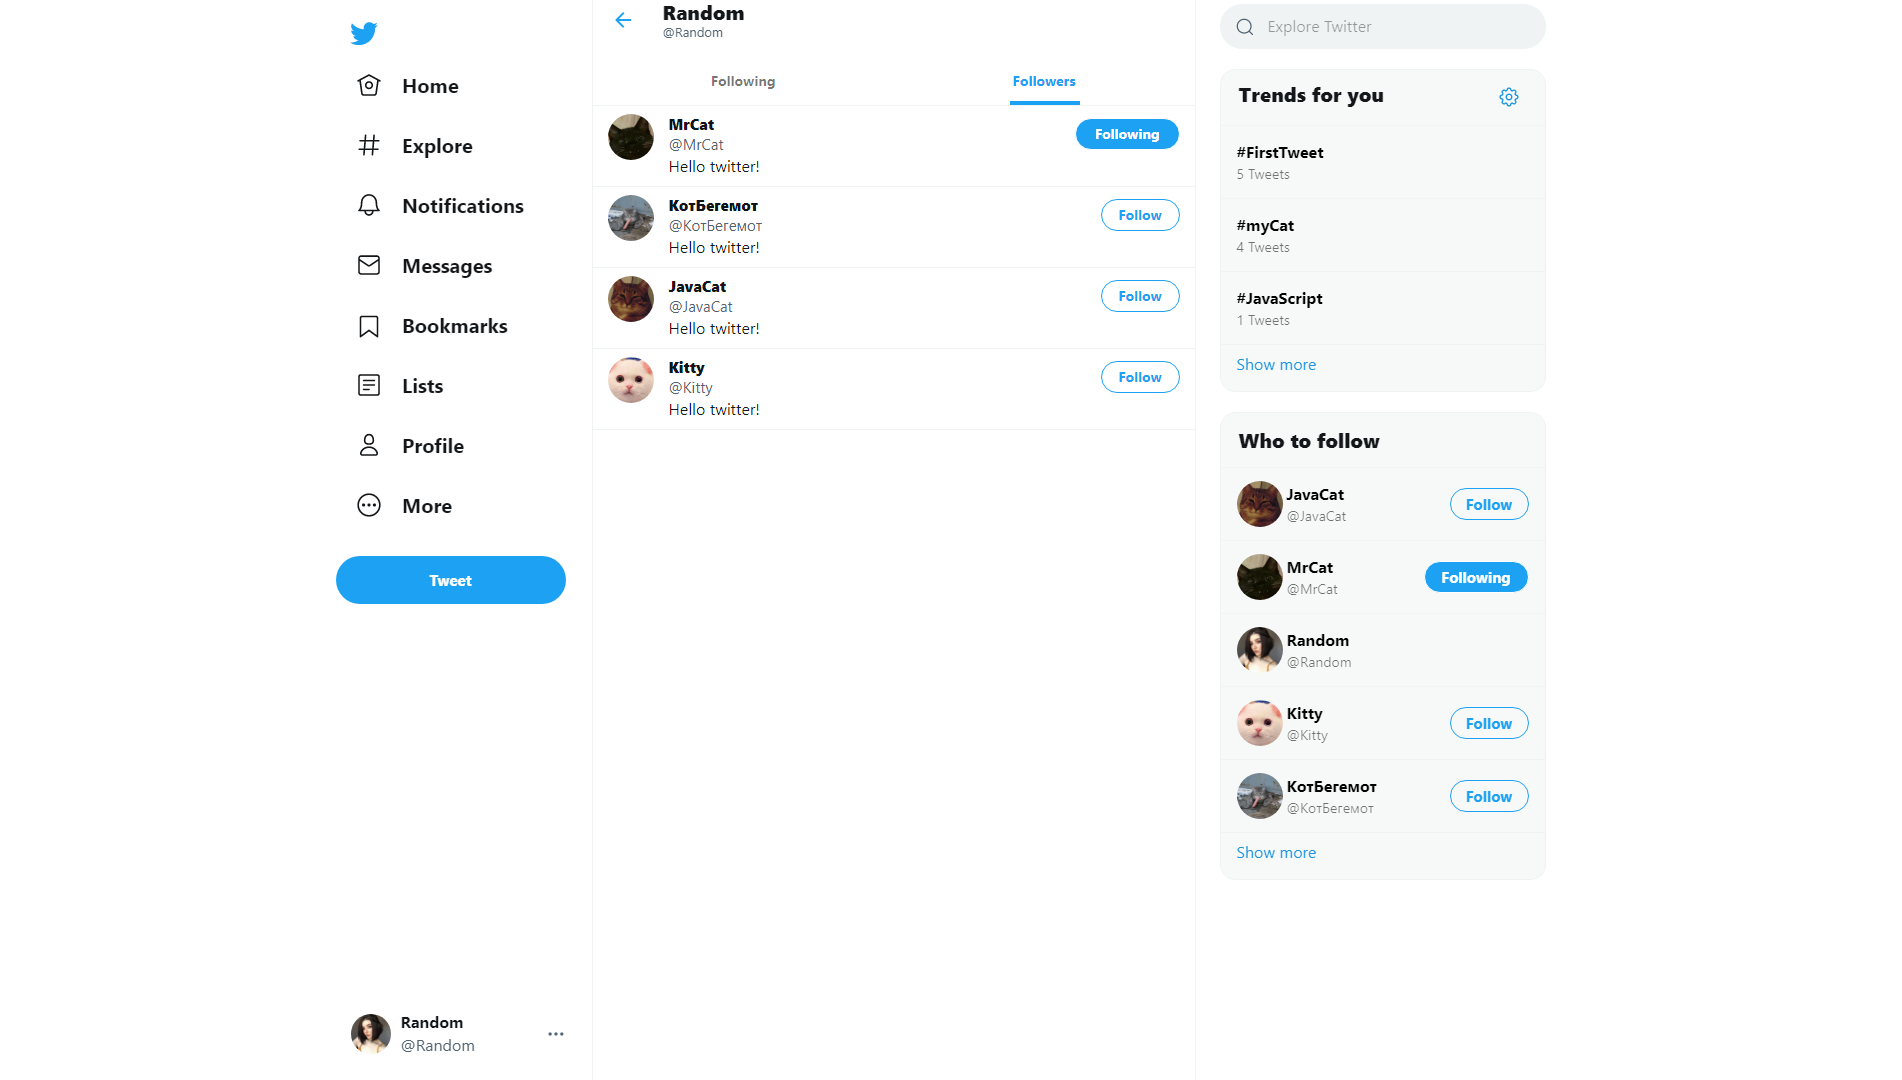 Home
Explore
Notifications
Messages
Bookmarks
Lists
Profile
More
Tweet
Random
@Random
Random
@Random
Following
Followers
MrCat
@MrCat
Hello twitter!
Following
КотБегемот
@КотБегемот
Hello twitter!
Follow
JavaCat
@JavaCat
Hello twitter!
Follow
Kitty
@Kitty
Hello twitter!
Follow
Explore Twitter
Trends for you
#FirstTweet
5 Tweets
#myCat
4 Tweets
#JavaScript
1 Tweets
Show more
Who to follow
JavaCat
@JavaCat
Follow
MrCat
@MrCat
Following
Random
@Random
Kitty
@Kitty
Follow
КотБегемот
@КотБегемот
Follow
Show more